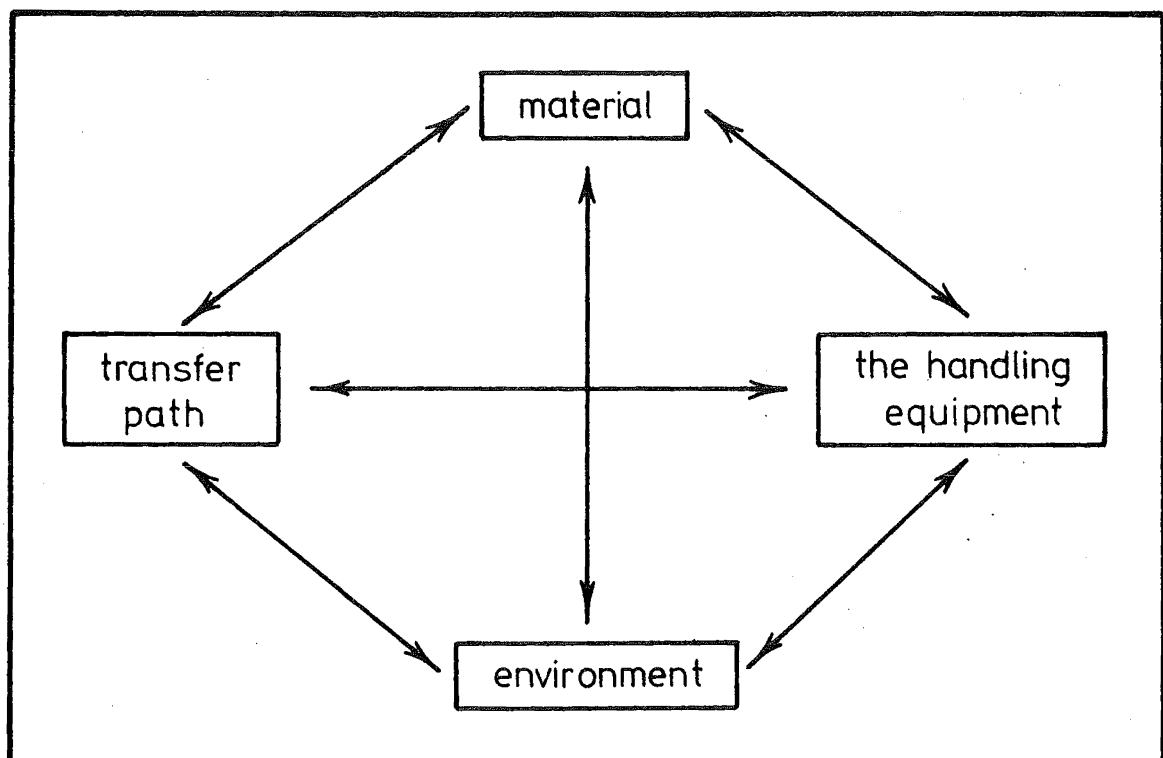 material
transfer
path
the handling
equipment
environment